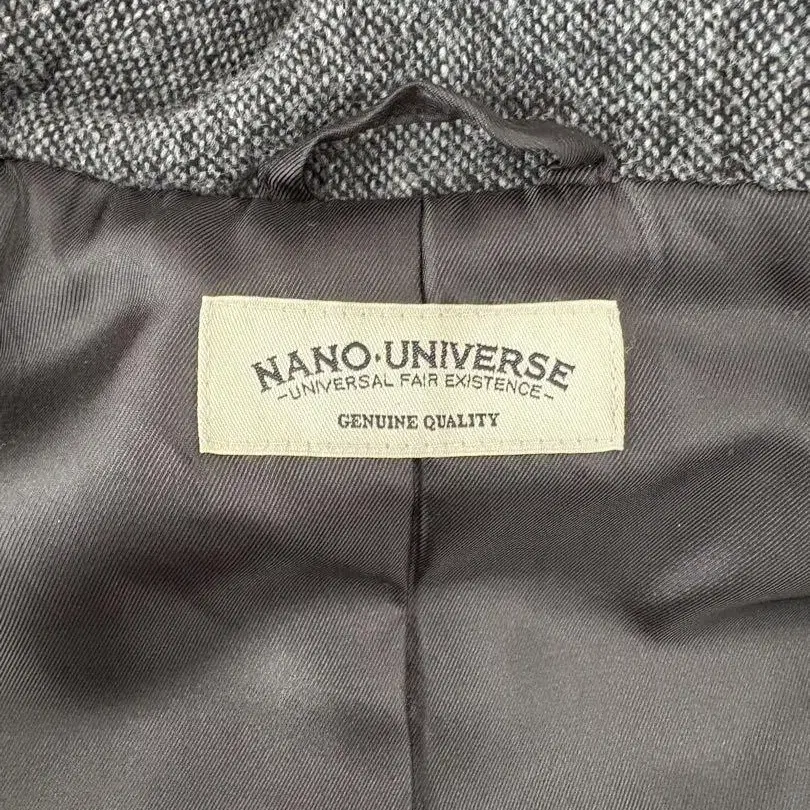 NANO·UNIVERSE
-UNIVERSAL FAIR EXISTENCE-
GENUINE QUALITY